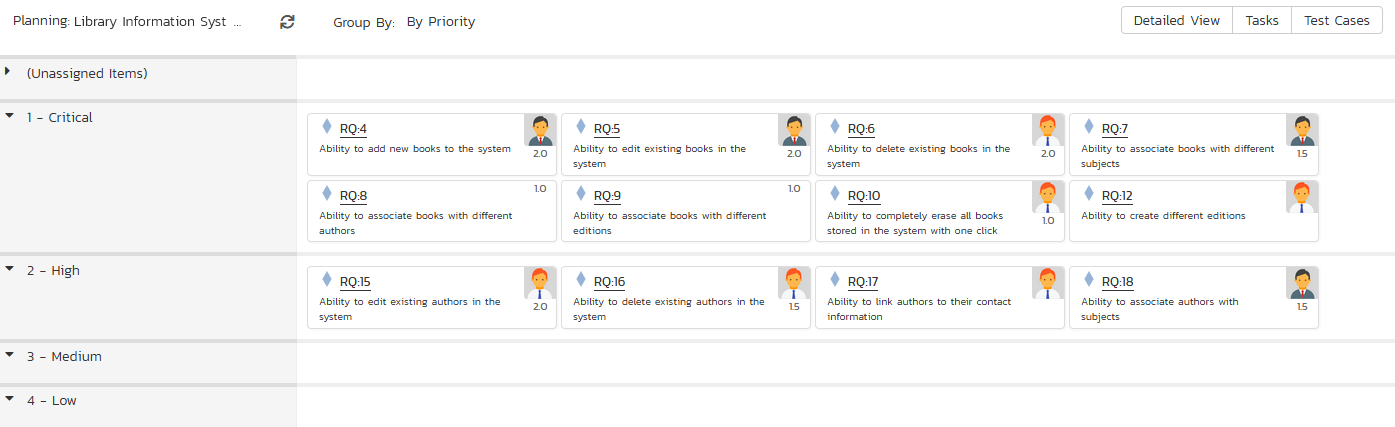 Planning: Library Information Syst ...
Group By: By Priority
Detailed View
Tasks
Test Cases
(Unassigned Items)
1 - Critical
RQ:4
Ability to add new books to the system
2.0
RQ:5
Ability to edit existing books in the
system
2.0
RQ:6
Ability to delete existing books in the
system
2.0
RQ:7
Ability to associate books with different
subjects
1.5
RQ:8
Ability to associate books with different
authors
1.0
RQ:9
Ability to associate books with different
editions
1.0
RQ:10
Ability to completely erase all books
stored in the system with one click
1.0
RQ:12
Ability to create different editions
2 - High
RQ:15
Ability to edit existing authors in the
system
2.0
RQ:16
Ability to delete existing authors in the
system
1.5
RQ:17
Ability to link authors to their contact
information
RQ:18
Ability to associate authors with
subjects
1.5
3 - Medium
4 - Low